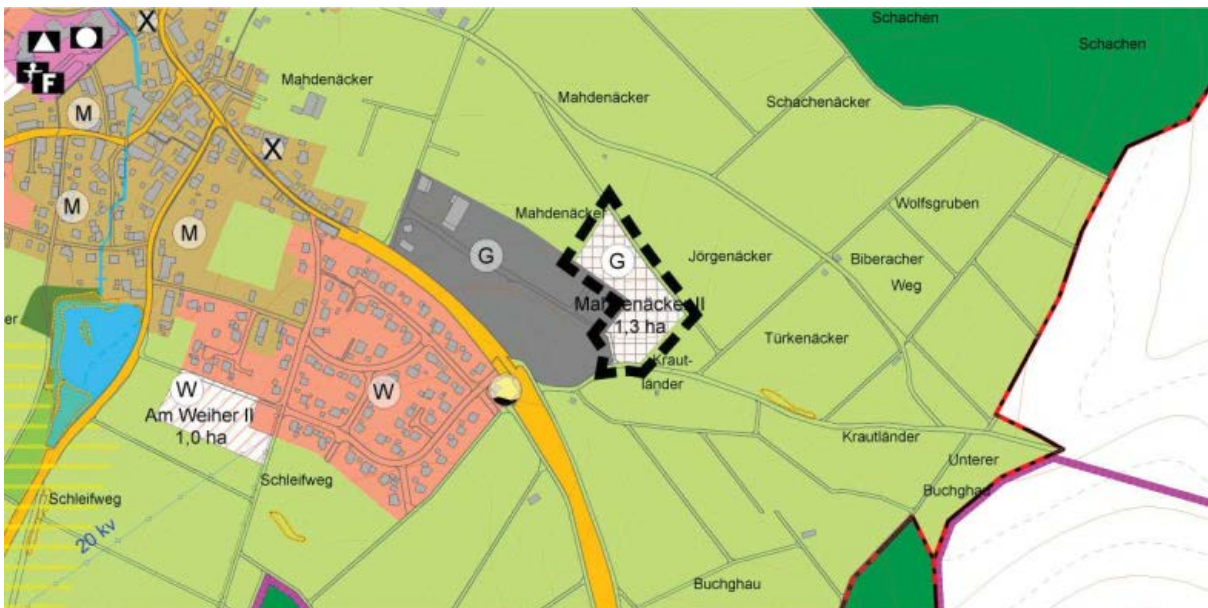 Schachen
Schachen
X
F
Mahdenäcker
Mahdenäcker
Schachenäcker
M
X
M
Wolfsgruben
M
Mahdenäcker
G
G
Jörgenäcker
Biberacher
Weg
Mahdenäcker II
1,3 ha
Türkenäcker
er
Kraut-
länder
W
W
Am Weiher II
1,0 ha
Krautländer
Unterer
Schleifweg
Buchghau
Schleifweg
20 kv
Buchghau